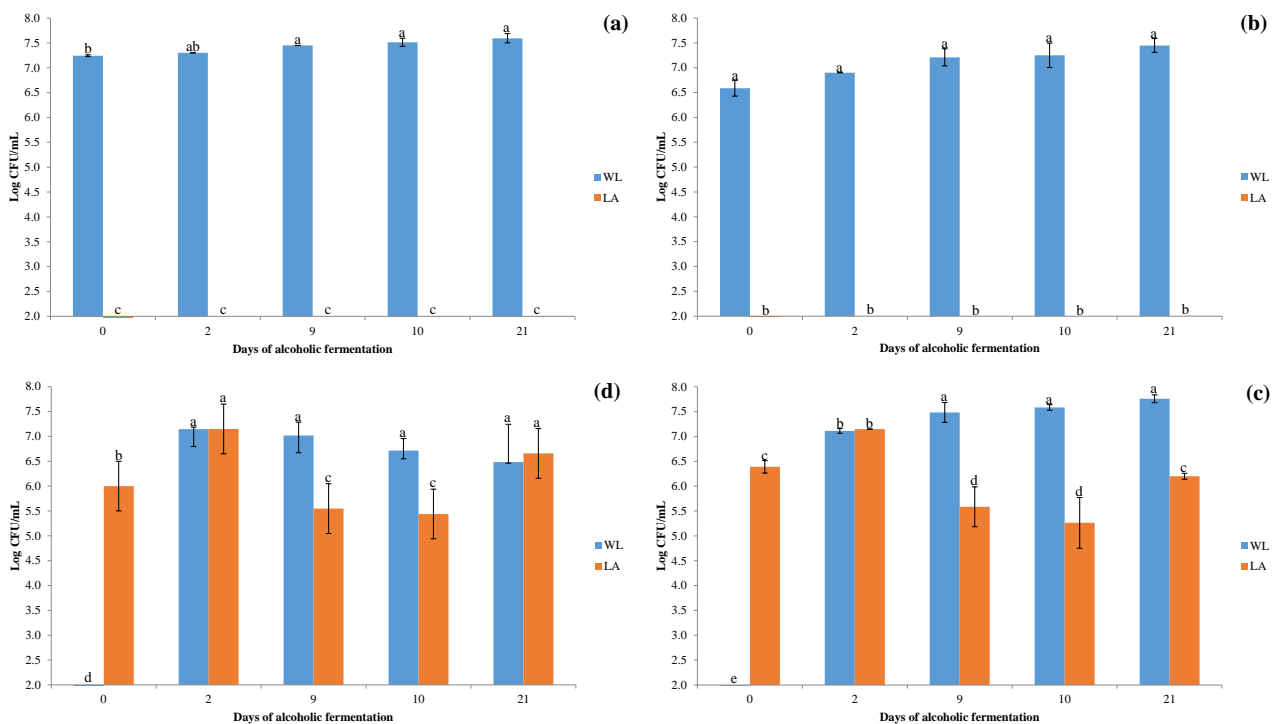 (a)
8.0
7.5
7.0
6.5
6.0
5.5
5.0
4.5
4.0
3.5
3.0
2.5
2.0
Log CFU/mL
b
ab
a
a
a
c
c
c
c
c
0
2
9
10
21
Days of alcoholic fermentation
WL
LA
(b)
8.0
7.5
7.0
6.5
6.0
5.5
5.0
4.5
4.0
3.5
3.0
2.5
2.0
Log CFU/mL
a
a
a
a
a
b
b
b
b
b
0
2
9
10
21
Days of alcoholic fermentation
WL
LA
(d)
8.0
7.5
7.0
6.5
6.0
5.5
5.0
4.5
4.0
3.5
3.0
2.5
2.0
Log CFU/mL
d
b
a
a
a
c
a
c
a
a
0
2
9
10
21
Days of alcoholic fermentation
WL
LA
(c)
8.0
7.5
7.0
6.5
6.0
5.5
5.0
4.5
4.0
3.5
3.0
2.5
2.0
Log CFU/mL
e
c
b
b
a
d
a
d
a
c
0
2
9
10
21
Days of alcoholic fermentation
WL
LA